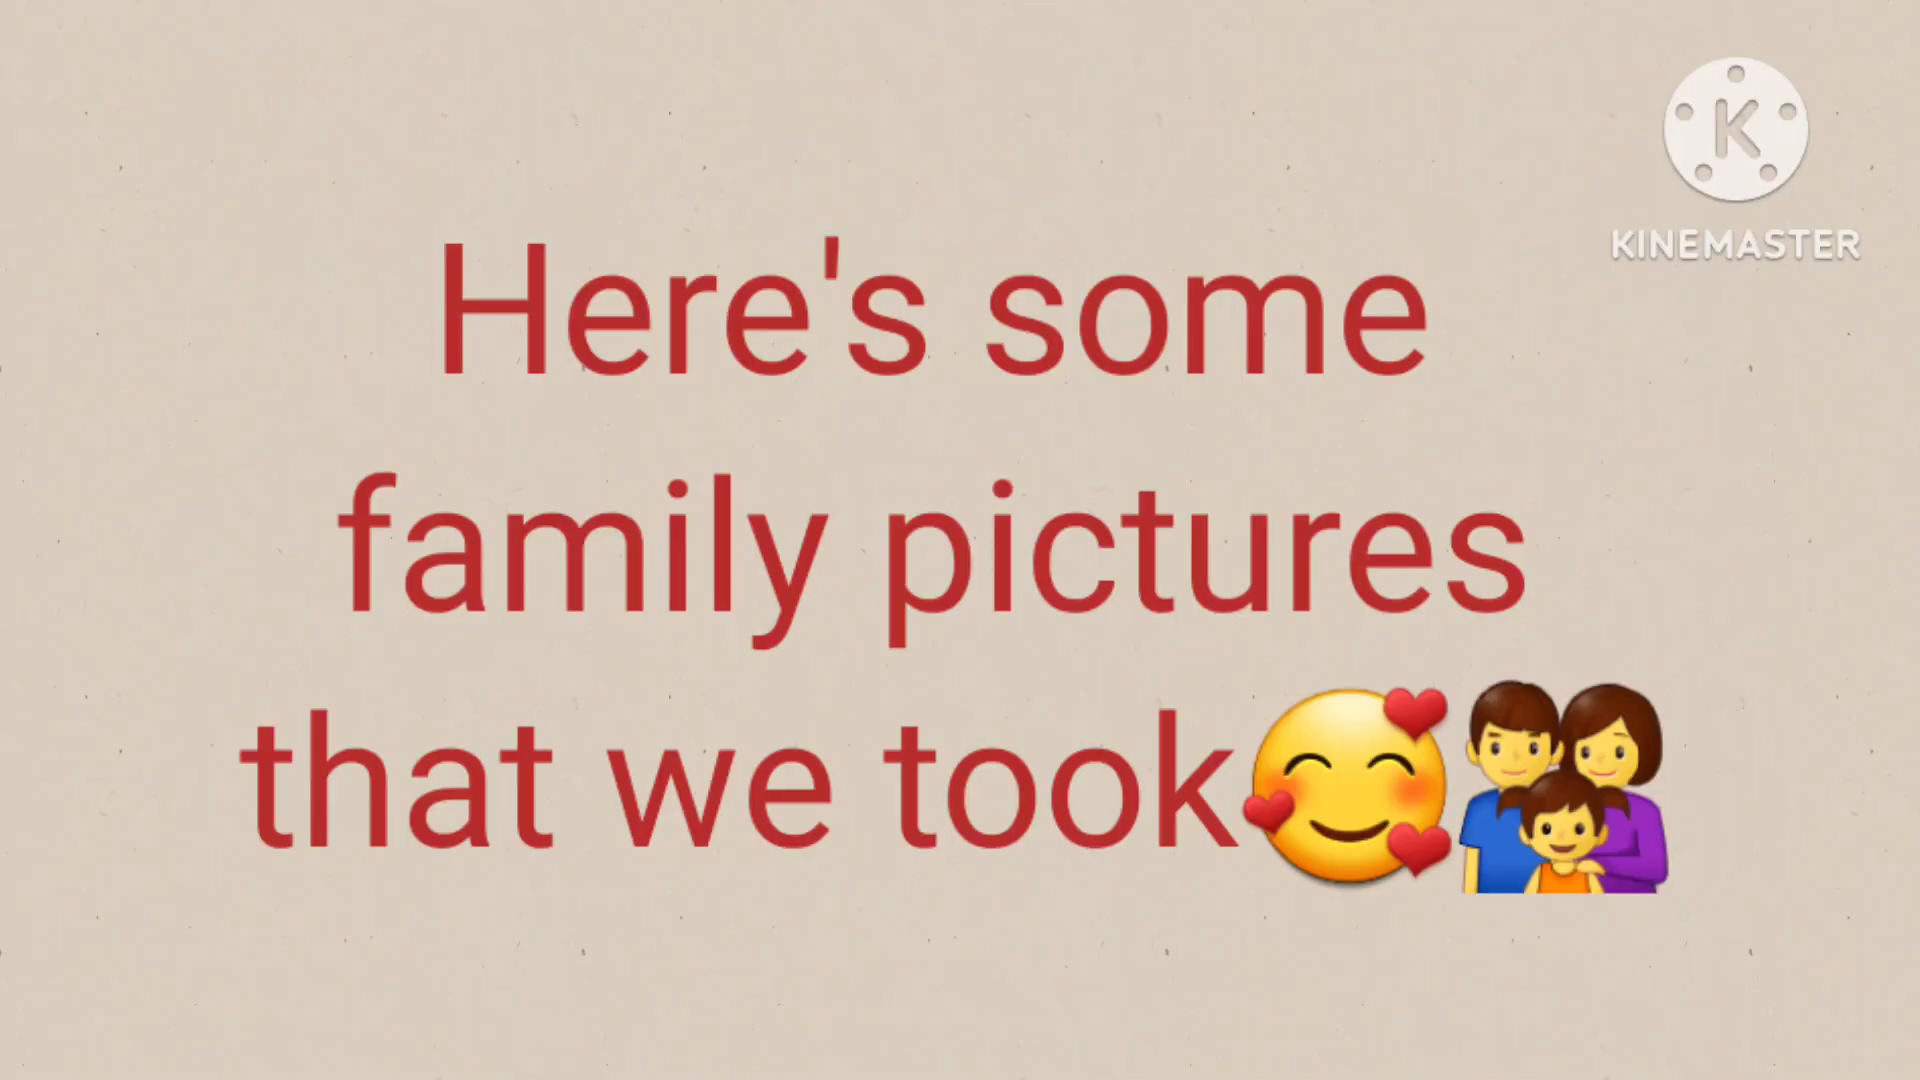 K
KINEMASTER
Here's some
family pictures
that we took🥰👨‍👩‍👧